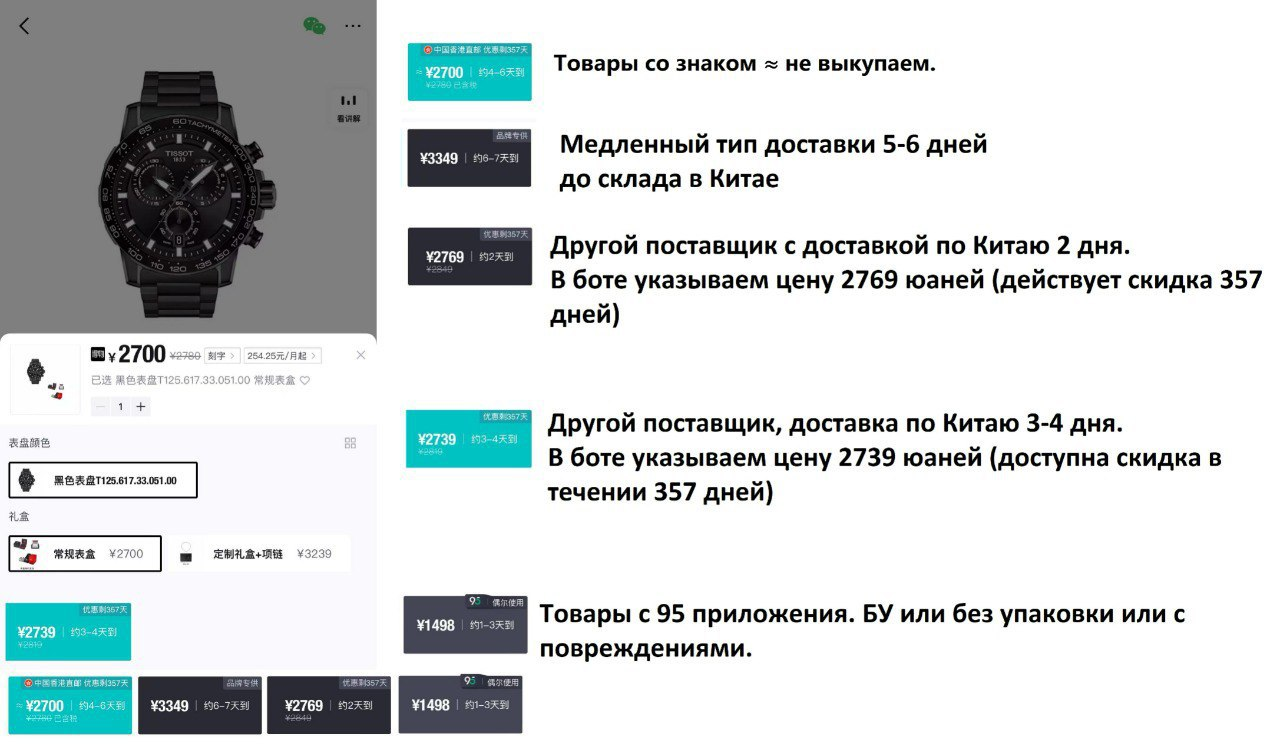 看讲解
TISSOT
1853
TACHYMETER
¥2700 ¥2780 刻字 > 254.25元/月起 >
已选 黑色表盘T125.617.33.051.00 常规表盒
1 +
表盘颜色
黑色表盘T125.617.33.051.00
礼盒
常规表盒 ¥2700
定制礼盒+项链 ¥3239
优惠剩357天
¥2739 约3-4天到
¥2819
中国香港直邮 优惠剩357天
≈ ¥2700 约4-6天到
¥2780 已含税
品牌专供
¥3349 约6-7天到
优惠剩357天
¥2769 约2天到
¥2849
95 偶尔使用
¥1498 约1-3天到
中国香港直邮 优惠剩357天
≈ ¥2700 约4-6天到
¥2780 已含税
Товары со знаком ≈ не выкупаем.
品牌专供
¥3349 约6-7天到
Медленный тип доставки 5-6 дней
до склада в Китае
优惠剩357天
¥2769 约2天到
¥2849
Другой поставщик с доставкой по Китаю 2 дня.
В боте указываем цену 2769 юаней (действует скидка 357
дней)
优惠剩357天
¥2739 约3-4天到
¥2819
Другой поставщик, доставка по Китаю 3-4 дня.
В боте указываем цену 2739 юаней (доступна скидка в
течении 357 дней)
95 偶尔使用
¥1498 约1-3天到
Товары с 95 приложения. БУ или без упаковки или с
повреждениями.